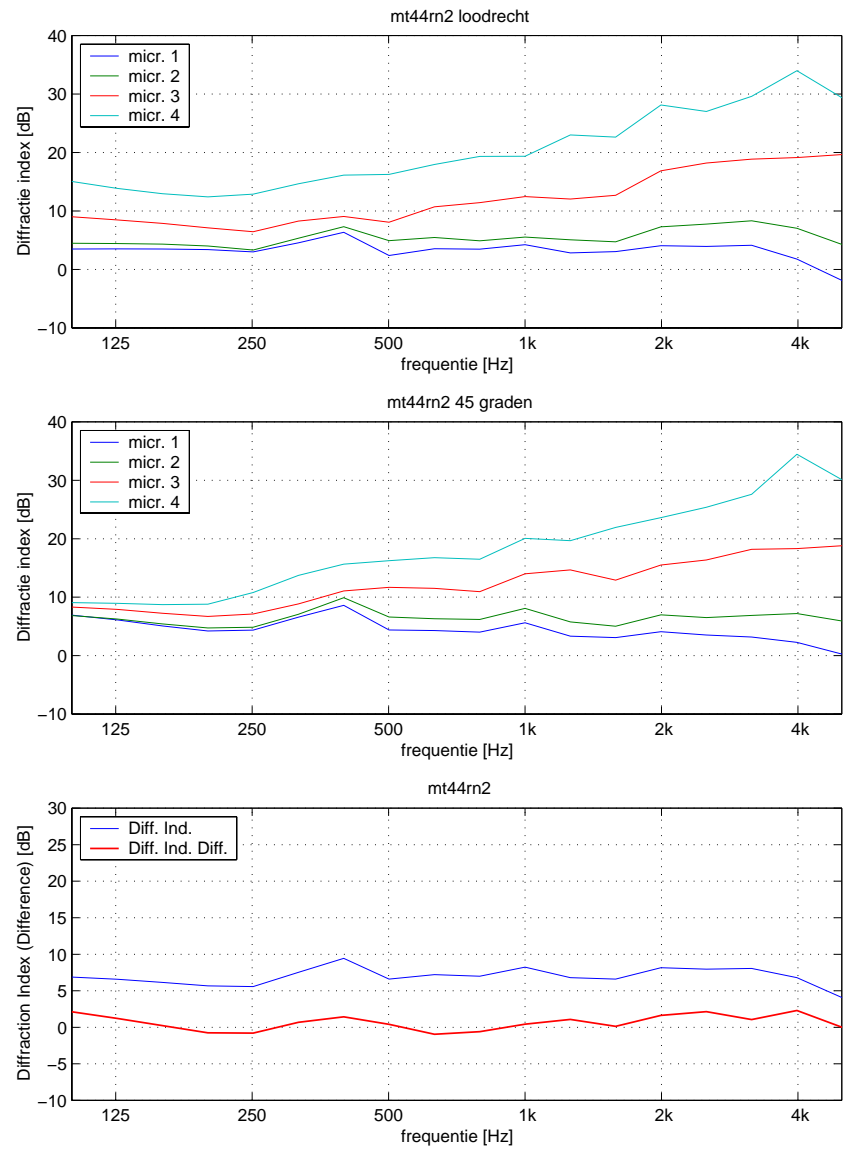 mt44rn2 loodrecht
Diffractie index [dB]
40
30
20
10
0
−10
micr. 1
micr. 2
micr. 3
micr. 4
125 250 500 1k 2k 4k
frequentie [Hz]
mt44rn2 45 graden
Diffractie index [dB]
40
30
20
10
0
−10
micr. 1
micr. 2
micr. 3
micr. 4
125 250 500 1k 2k 4k
frequentie [Hz]
mt44rn2
Diffraction Index (Difference) [dB]
30
25
20
15
10
5
0
−5
−10
Diff. Ind.
Diff. Ind. Diff.
125 250 500 1k 2k 4k
frequentie [Hz]